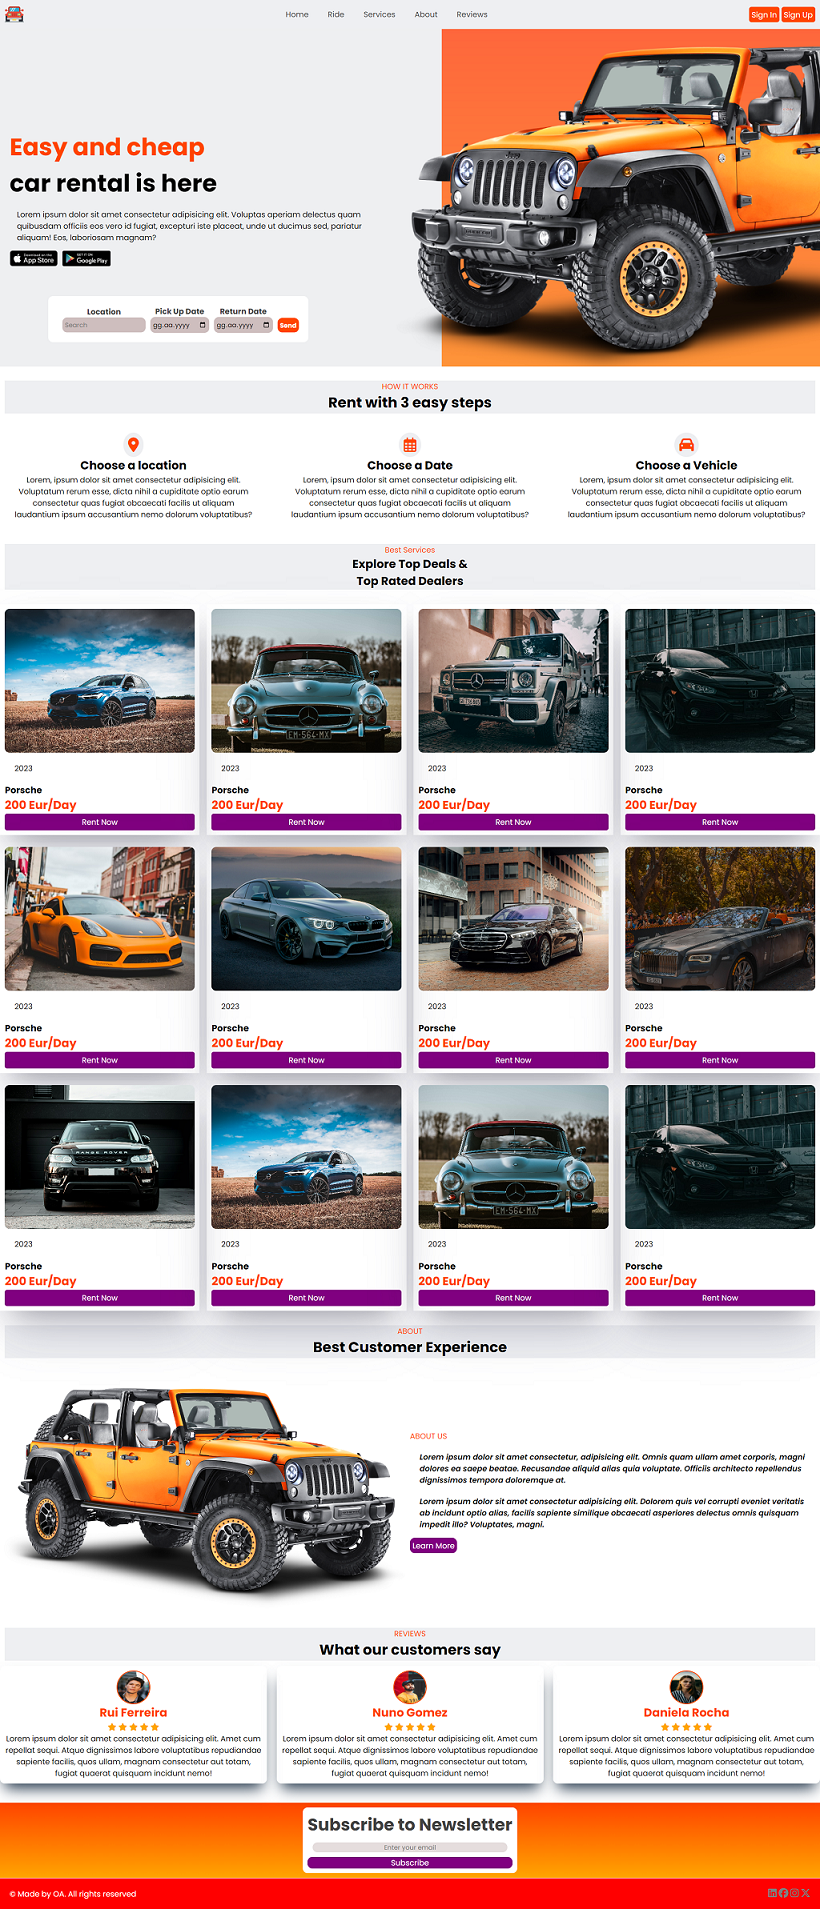 Home Ride Services About Reviews Sign In Sign Up
Easy and cheap
car rental is here
Lorem ipsum dolor sit amet consectetur adipisicing elit. Voluptas aperiam delectus quam
quibusdam officiis eos vero id fugiat, excepturi iste placeat, unde ut ducimus sed, pariatur
aliquam! Eos, laboriosam magnam?
Download on the GET IT ON
App Store Google Play
Location Pick Up Date Return Date
Search gg.aa.yyyy gg.aa.yyyy Send
HOW IT WORKS
Rent with 3 easy steps
Choose a location
Lorem, ipsum dolor sit amet consectetur adipisicing elit.
Voluptatum rerum esse, dicta nihil a cupiditate optio earum
consectetur quas fugiat obcaecati facilis ut aliquam
laudantium ipsum accusantium nemo dolorum voluptatibus?
Choose a Date
Lorem, ipsum dolor sit amet consectetur adipisicing elit.
Voluptatum rerum esse, dicta nihil a cupiditate optio earum
consectetur quas fugiat obcaecati facilis ut aliquam
laudantium ipsum accusantium nemo dolorum voluptatibus?
Choose a Vehicle
Lorem, ipsum dolor sit amet consectetur adipisicing elit.
Voluptatum rerum esse, dicta nihil a cupiditate optio earum
consectetur quas fugiat obcaecati facilis ut aliquam
laudantium ipsum accusantium nemo dolorum voluptatibus?
Best Services
Explore Top Deals &
Top Rated Dealers
EM-564-MX
2023 2023 2023 2023
Porsche Porsche Porsche Porsche
200 Eur/Day 200 Eur/Day 200 Eur/Day 200 Eur/Day
Rent Now Rent Now Rent Now Rent Now
2023 2023 2023 2023
Porsche Porsche Porsche Porsche
200 Eur/Day 200 Eur/Day 200 Eur/Day 200 Eur/Day
Rent Now Rent Now Rent Now Rent Now
RANGE ROVER
EM-564-MX
2023 2023 2023 2023
Porsche Porsche Porsche Porsche
200 Eur/Day 200 Eur/Day 200 Eur/Day 200 Eur/Day
Rent Now Rent Now Rent Now Rent Now
ABOUT
Best Customer Experience
ABOUT US
Lorem ipsum dolor sit amet consectetur, adipisicing elit. Omnis quam ullam amet corporis, magni
dolores ea saepe beatae. Recusandae aliquid alias quia voluptate. Officiis architecto repellendus
dignissimos tempora doloremque at.
Lorem ipsum dolor sit amet consectetur adipisicing elit. Dolorem quis vel corrupti eveniet veritatis
ab incidunt optio alias, facilis sapiente similique obcaecati asperiores delectus omnis quisquam
impedit illo? Voluptates, magni.
Learn More
REVIEWS
What our customers say
Rui Ferreira
Lorem ipsum dolor sit amet consectetur adipisicing elit. Amet cum
repellat sequi. Atque dignissimos labore voluptatibus repudiandae
sapiente facilis, quos ullam, magnam consectetur aut totam,
fugiat quaerat quisquam incidunt nemo!
Nuno Gomez
Lorem ipsum dolor sit amet consectetur adipisicing elit. Amet cum
repellat sequi. Atque dignissimos labore voluptatibus repudiandae
sapiente facilis, quos ullam, magnam consectetur aut totam,
fugiat quaerat quisquam incidunt nemo!
Daniela Rocha
Lorem ipsum dolor sit amet consectetur adipisicing elit. Amet cum
repellat sequi. Atque dignissimos labore voluptatibus repudiandae
sapiente facilis, quos ullam, magnam consectetur aut totam,
fugiat quaerat quisquam incidunt nemo!
Subscribe to Newsletter
Enter your email
Subscribe
© Made by OA. All rights reserved